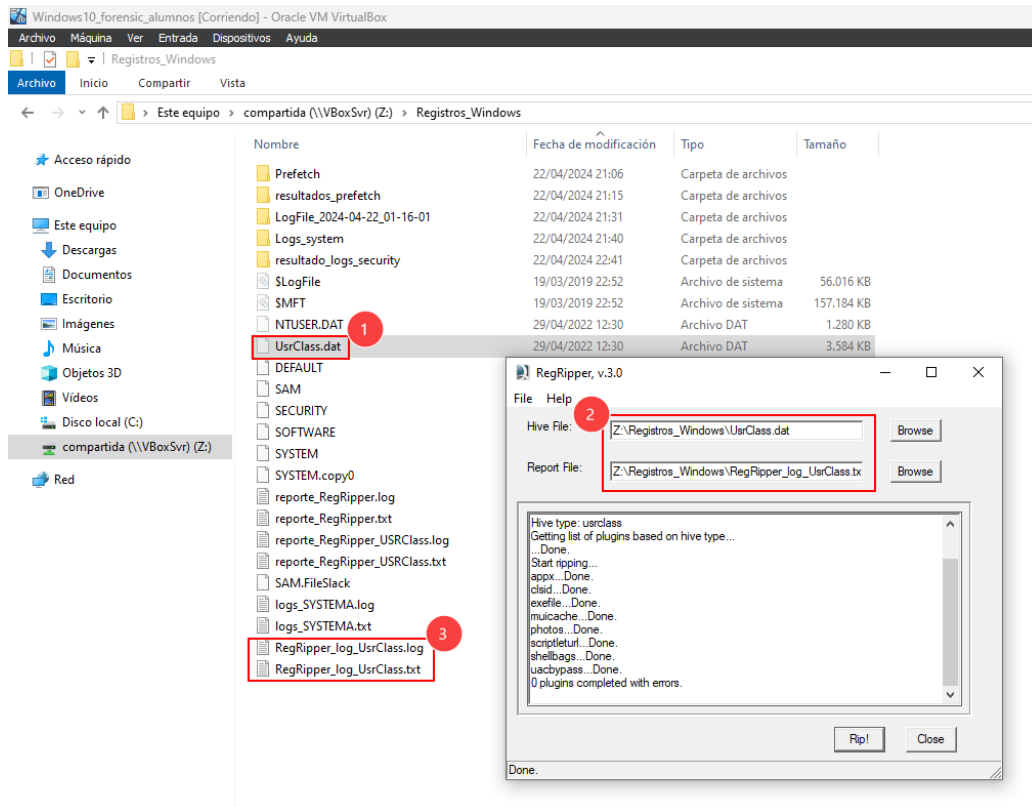 Windows10_forensic_alumnos [Corriendo] - Oracle VM VirtualBox
Archivo Máquina Ver Entrada Dispositivos Ayuda
Registros_Windows
Archivo Inicio Compartir Vista
Este equipo > compartida (\\VBoxSvr) (Z:) > Registros_Windows
Acceso rápido
OneDrive
Este equipo
Descargas
Documentos
Escritorio
Imágenes
Música
Objetos 3D
Vídeos
Disco local (C:)
compartida (\\VBoxSvr) (Z:)
Red
Nombre Fecha de modificación Tipo Tamaño
Prefetch 22/04/2024 21:06 Carpeta de archivos
resultados_prefetch 22/04/2024 21:15 Carpeta de archivos
LogFile_2024-04-22_01-16-01 22/04/2024 21:31 Carpeta de archivos
Logs_system 22/04/2024 21:40 Carpeta de archivos
resultado_logs_security 22/04/2024 22:41 Carpeta de archivos
$LogFile 19/03/2019 22:52 Archivo de sistema 56.016 KB
$MFT 19/03/2019 22:52 Archivo de sistema 157.184 KB
NTUSER.DAT 29/04/2022 12:30 Archivo DAT 1.280 KB
1
UsrClass.dat 29/04/2022 12:30 Archivo DAT 3.584 KB
DEFAULT
SAM
SECURITY
SOFTWARE
SYSTEM
SYSTEM.copy0
reporte_RegRipper.log
reporte_RegRipper.txt
reporte_RegRipper_USRClass.log
reporte_RegRipper_USRClass.txt
SAM.FileSlack
logs_SYSTEMA.log
logs_SYSTEMA.txt
3
RegRipper_log_UsrClass.log
RegRipper_log_UsrClass.txt
RegRipper, v.3.0
File Help
2
Hive File: Z:\Registros_Windows\UsrClass.dat Browse
Report File: Z:\Registros_Windows\RegRipper_log_UsrClass.tx Browse
Hive type: usrclass
Getting list of plugins based on hive type...
...Done.
Start ripping...
appx...Done.
clsid...Done.
exefile...Done.
muicache...Done.
photos...Done.
scriptleturl...Done.
shellbags...Done.
uacbypass...Done.
0 plugins completed with errors.
Rip! Close
Done.